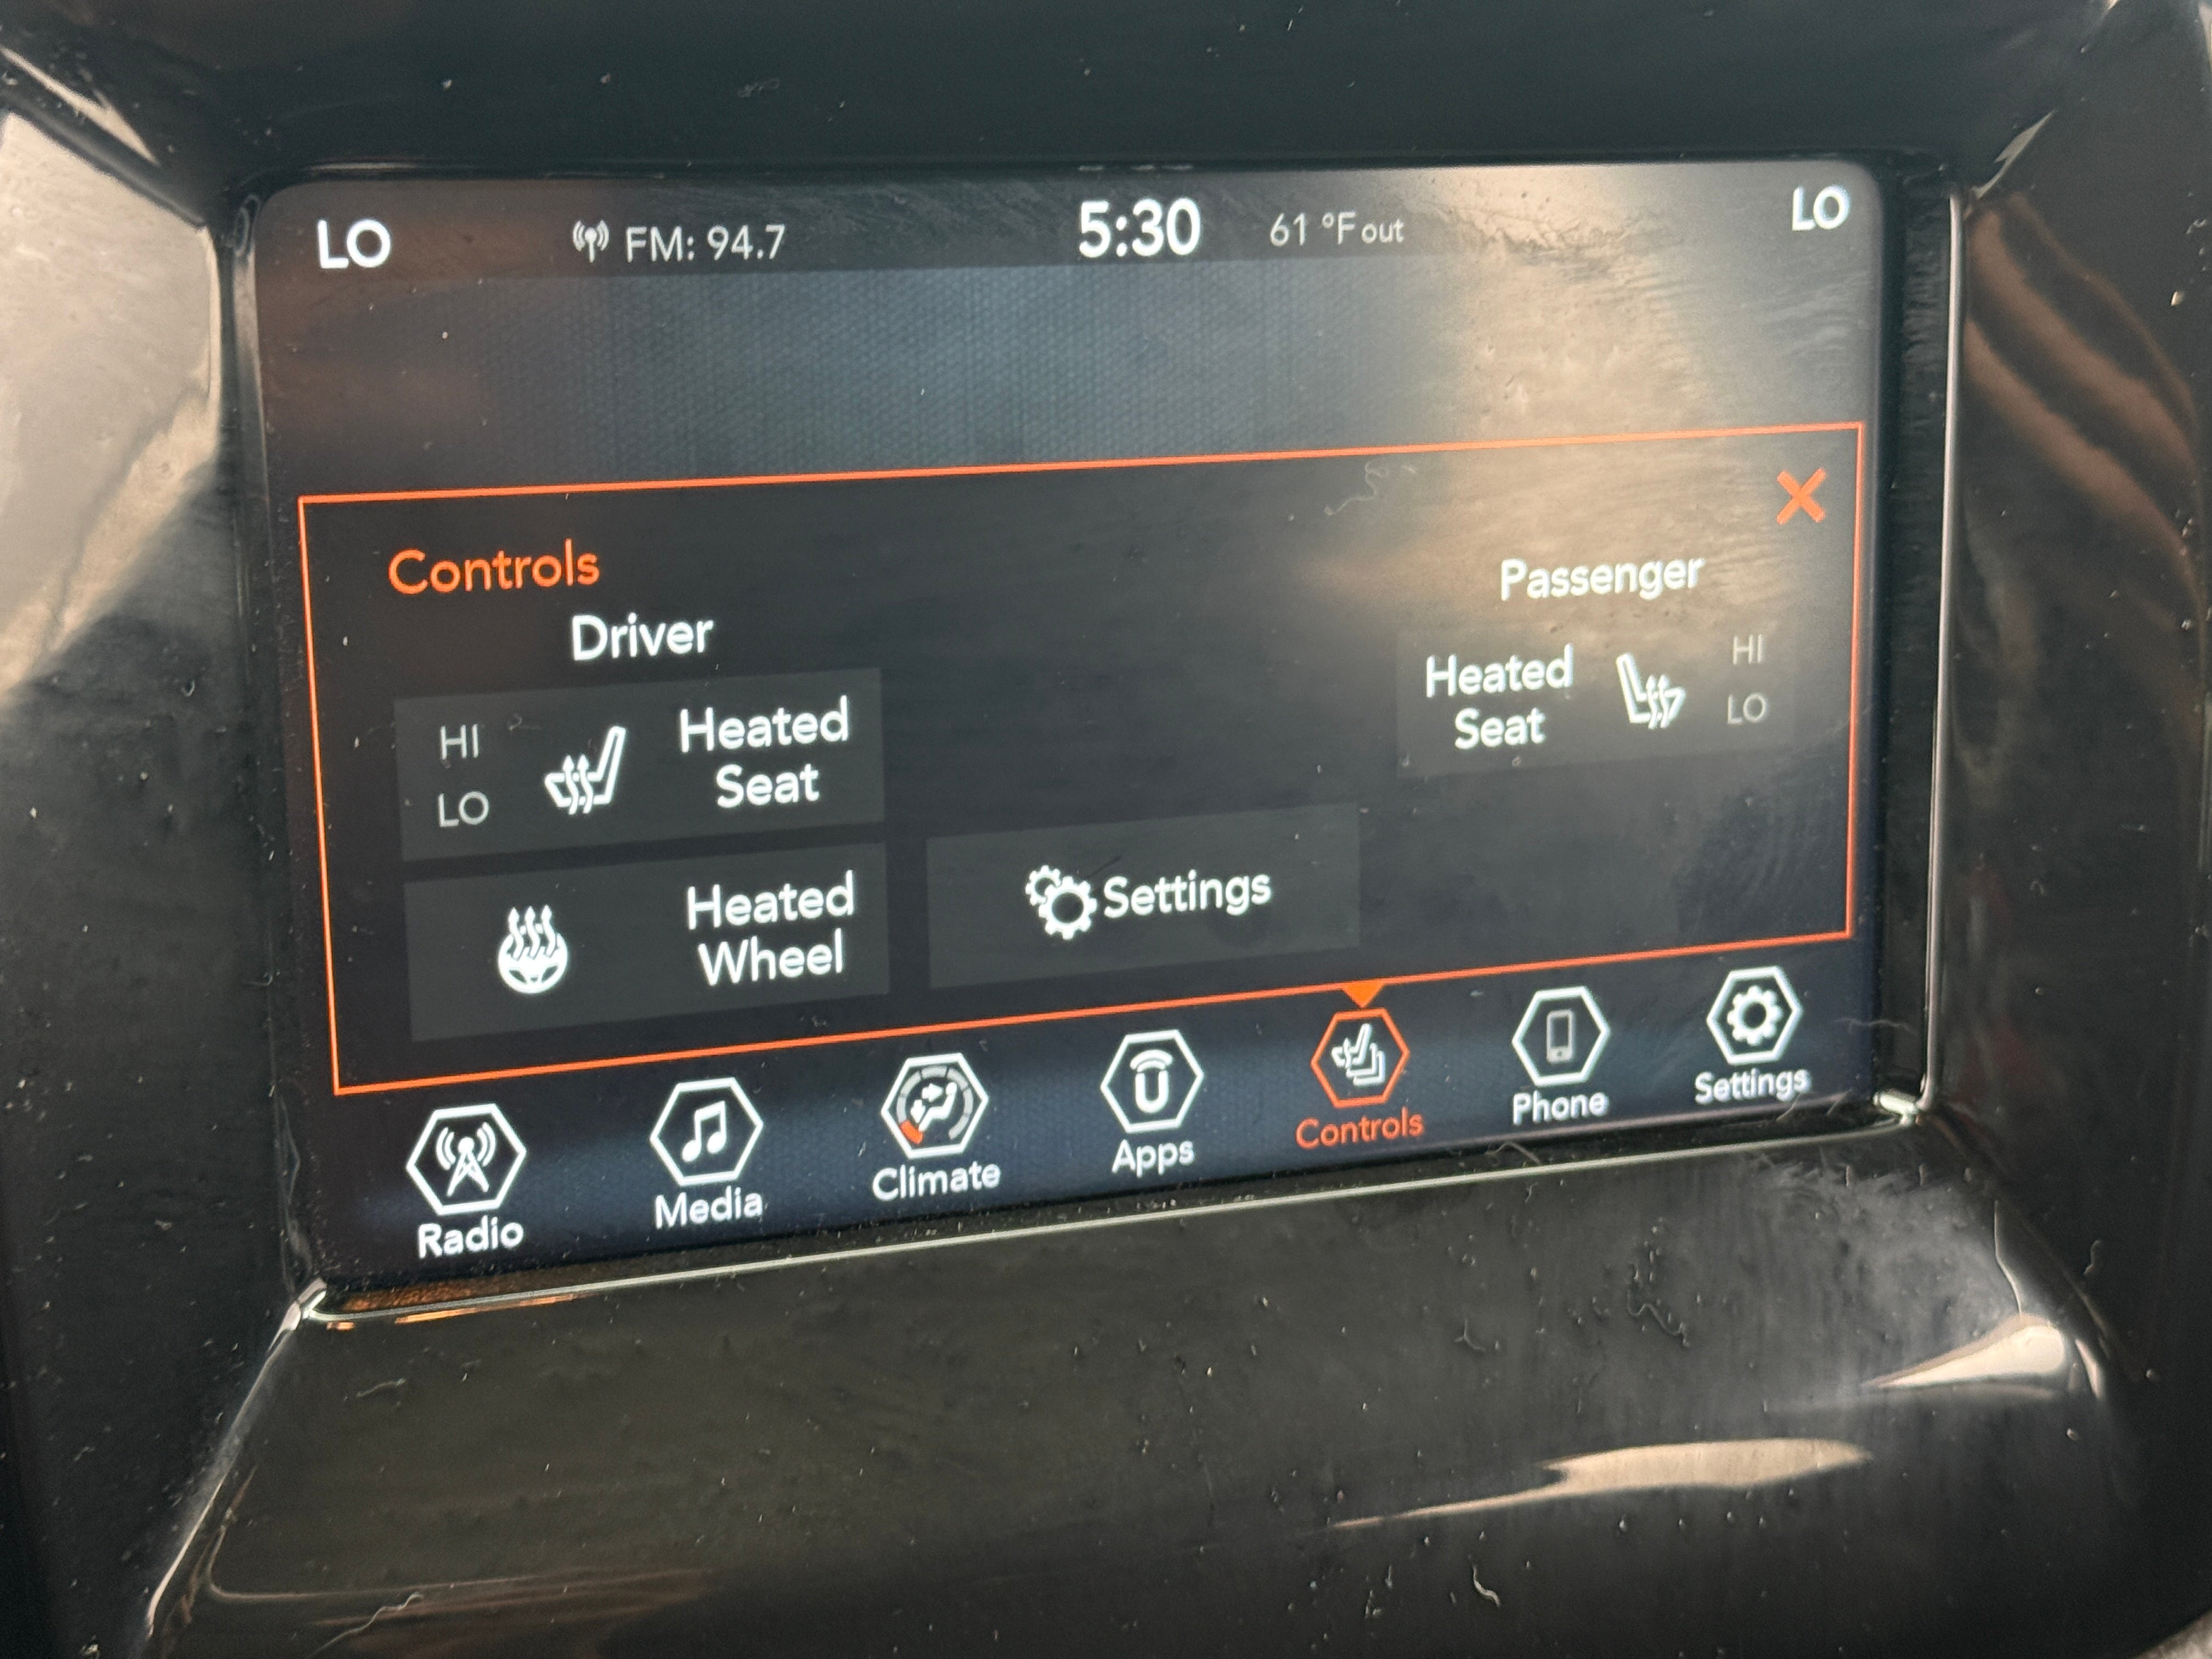 LO
FM: 94.7
5:30
61 °F out
LO
Controls
Driver
Passenger
HI
LO
Heated
Seat
Heated
Seat
HI
LO
Heated
Wheel
Settings
Radio
Media
Climate
Apps
Controls
Phone
Settings